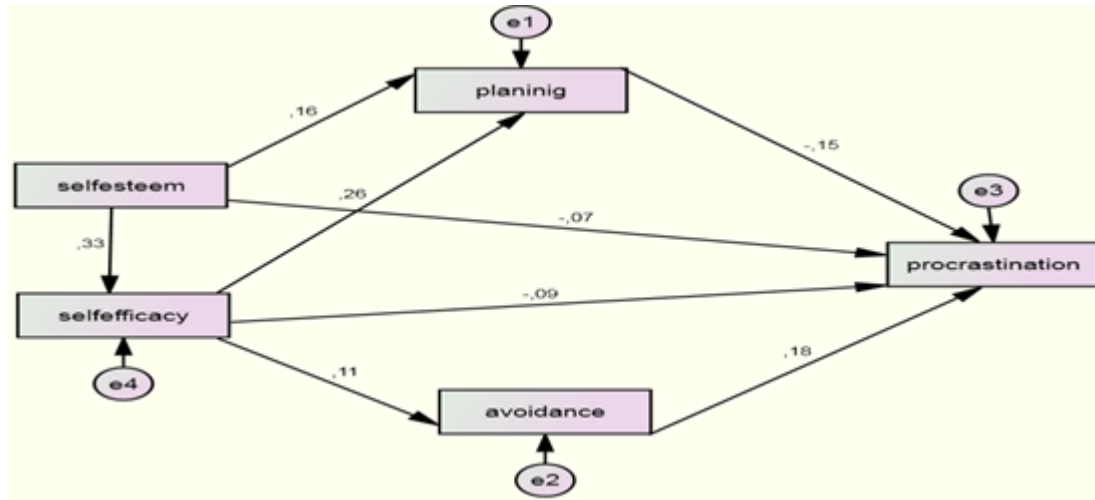 e1
planinig
,16
-,15
selfesteem
,26
e3
-,07
,33
procrastination
selfefficacy
-,09
,11
,18
e4
avoidance
e2